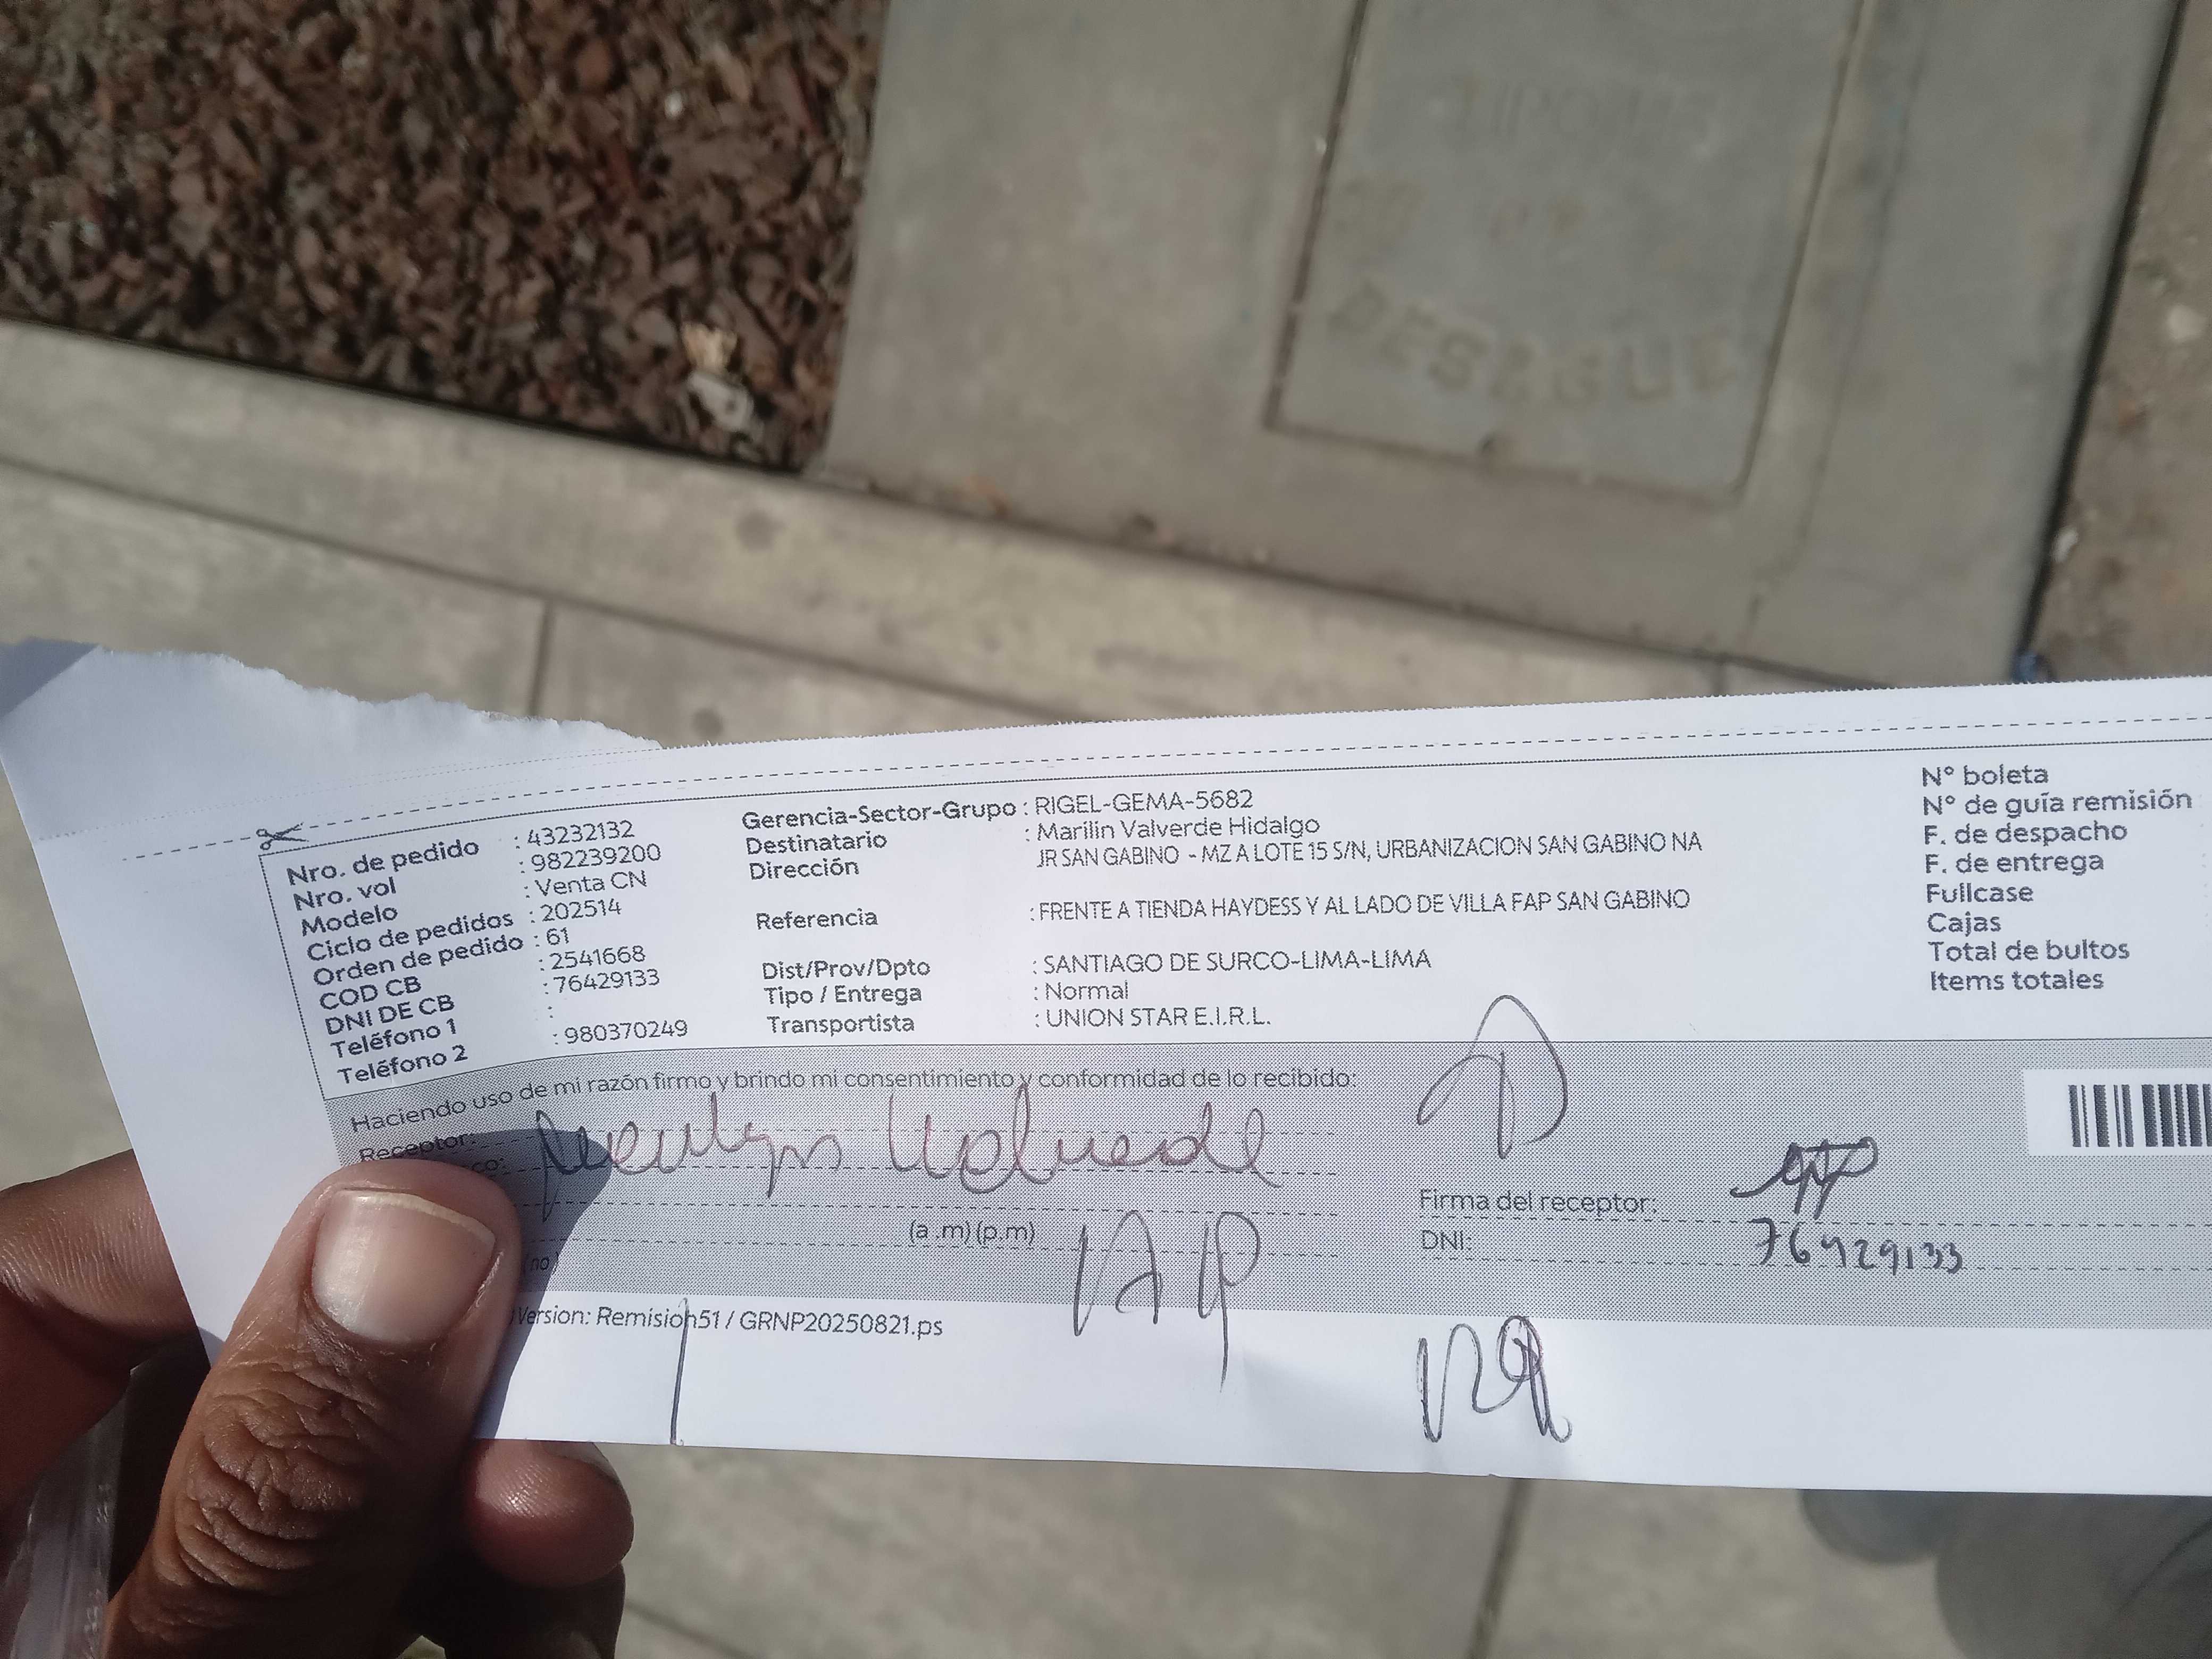 DESAGUE
Nro. de pedido : 43232132
Nro. vol : 982239200
Modelo : Venta CN
Ciclo de pedidos : 202514
Orden de pedido : 61
COD CB : 2541668
DNI DE CB : 76429133
Teléfono 1 :
Teléfono 2 : 980370249
Gerencia-Sector-Grupo : RIGEL-GEMA-5682
Destinatario : Marilin Valverde Hidalgo
Dirección JR SAN GABINO - MZ A LOTE 15 S/N, URBANIZACION SAN GABINO NA
Referencia : FRENTE A TIENDA HAYDESS Y AL LADO DE VILLA FAP SAN GABINO
Dist/Prov/Dpto : SANTIAGO DE SURCO-LIMA-LIMA
Tipo / Entrega : Normal
Transportista : UNION STAR E.I.R.L.
N° boleta
N° de guía remisión
F. de despacho
F. de entrega
Fullcase
Cajas
Total de bultos
Items totales
Haciendo uso de mi razón firmo y brindo mi consentimiento y conformidad de lo recibido:
Receptor:
co:
(a .m) (p.m)
no)
Firma del receptor:
DNI: 76429133
Version: Remision51 / GRNP20250821.ps